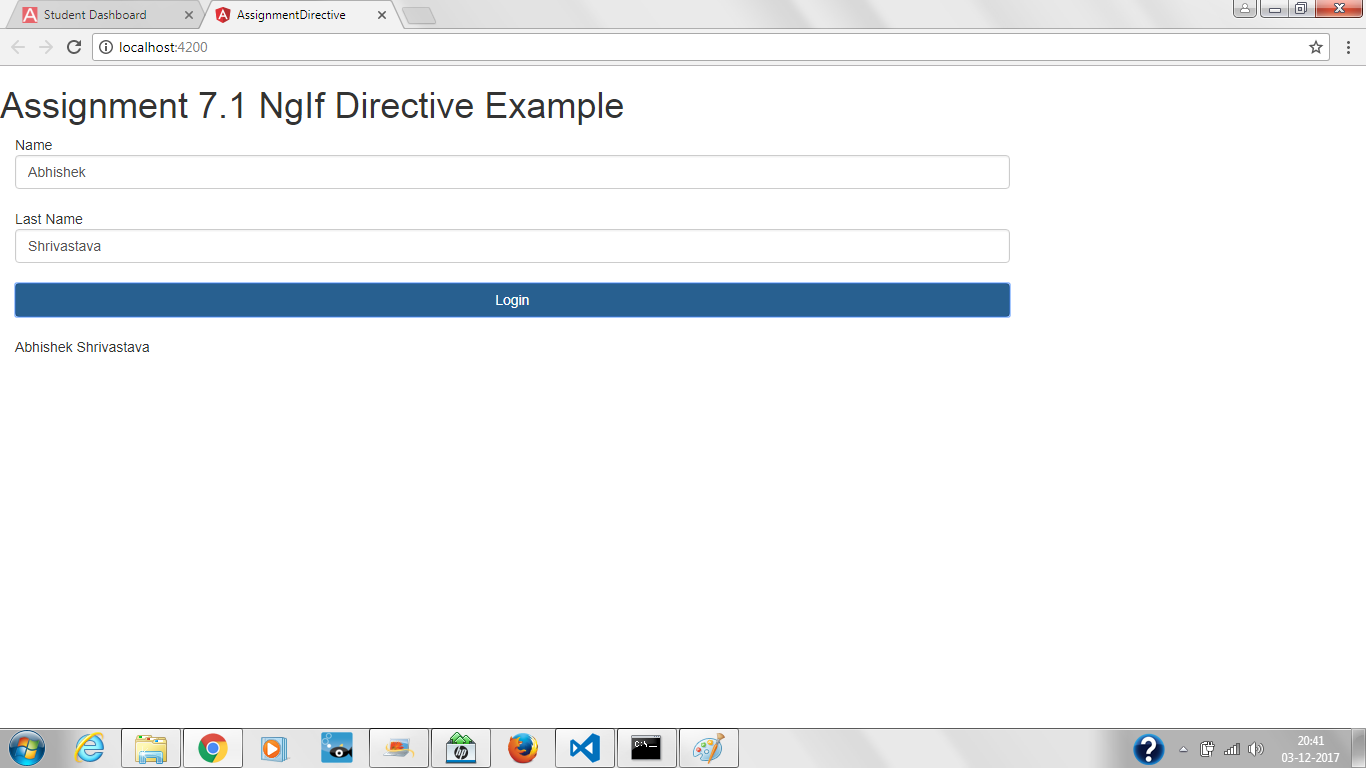 Student Dashboard
AssignmentDirective
localhost:4200
Assignment 7.1 NgIf Directive Example
Name
Abhishek
Last Name
Shrivastava
Login
Abhishek Shrivastava
hp
C:\
20:41
03-12-2017